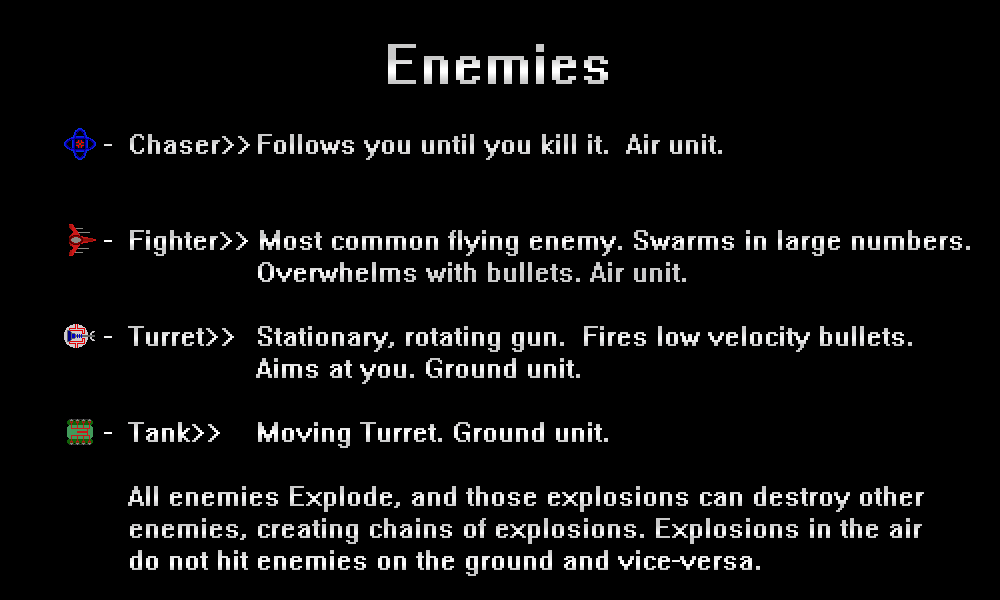 Enemies
- Chaser>> Follows you until you kill it.  Air unit.
- Fighter>> Most common flying enemy. Swarms in large numbers.
Overwhelms with bullets. Air unit.
- Turret>> Stationary, rotating gun.  Fires low velocity bullets.
Aims at you. Ground unit.
- Tank>> Moving Turret. Ground unit.
All enemies Explode, and those explosions can destroy other
enemies, creating chains of explosions. Explosions in the air
do not hit enemies on the ground and vice-versa.